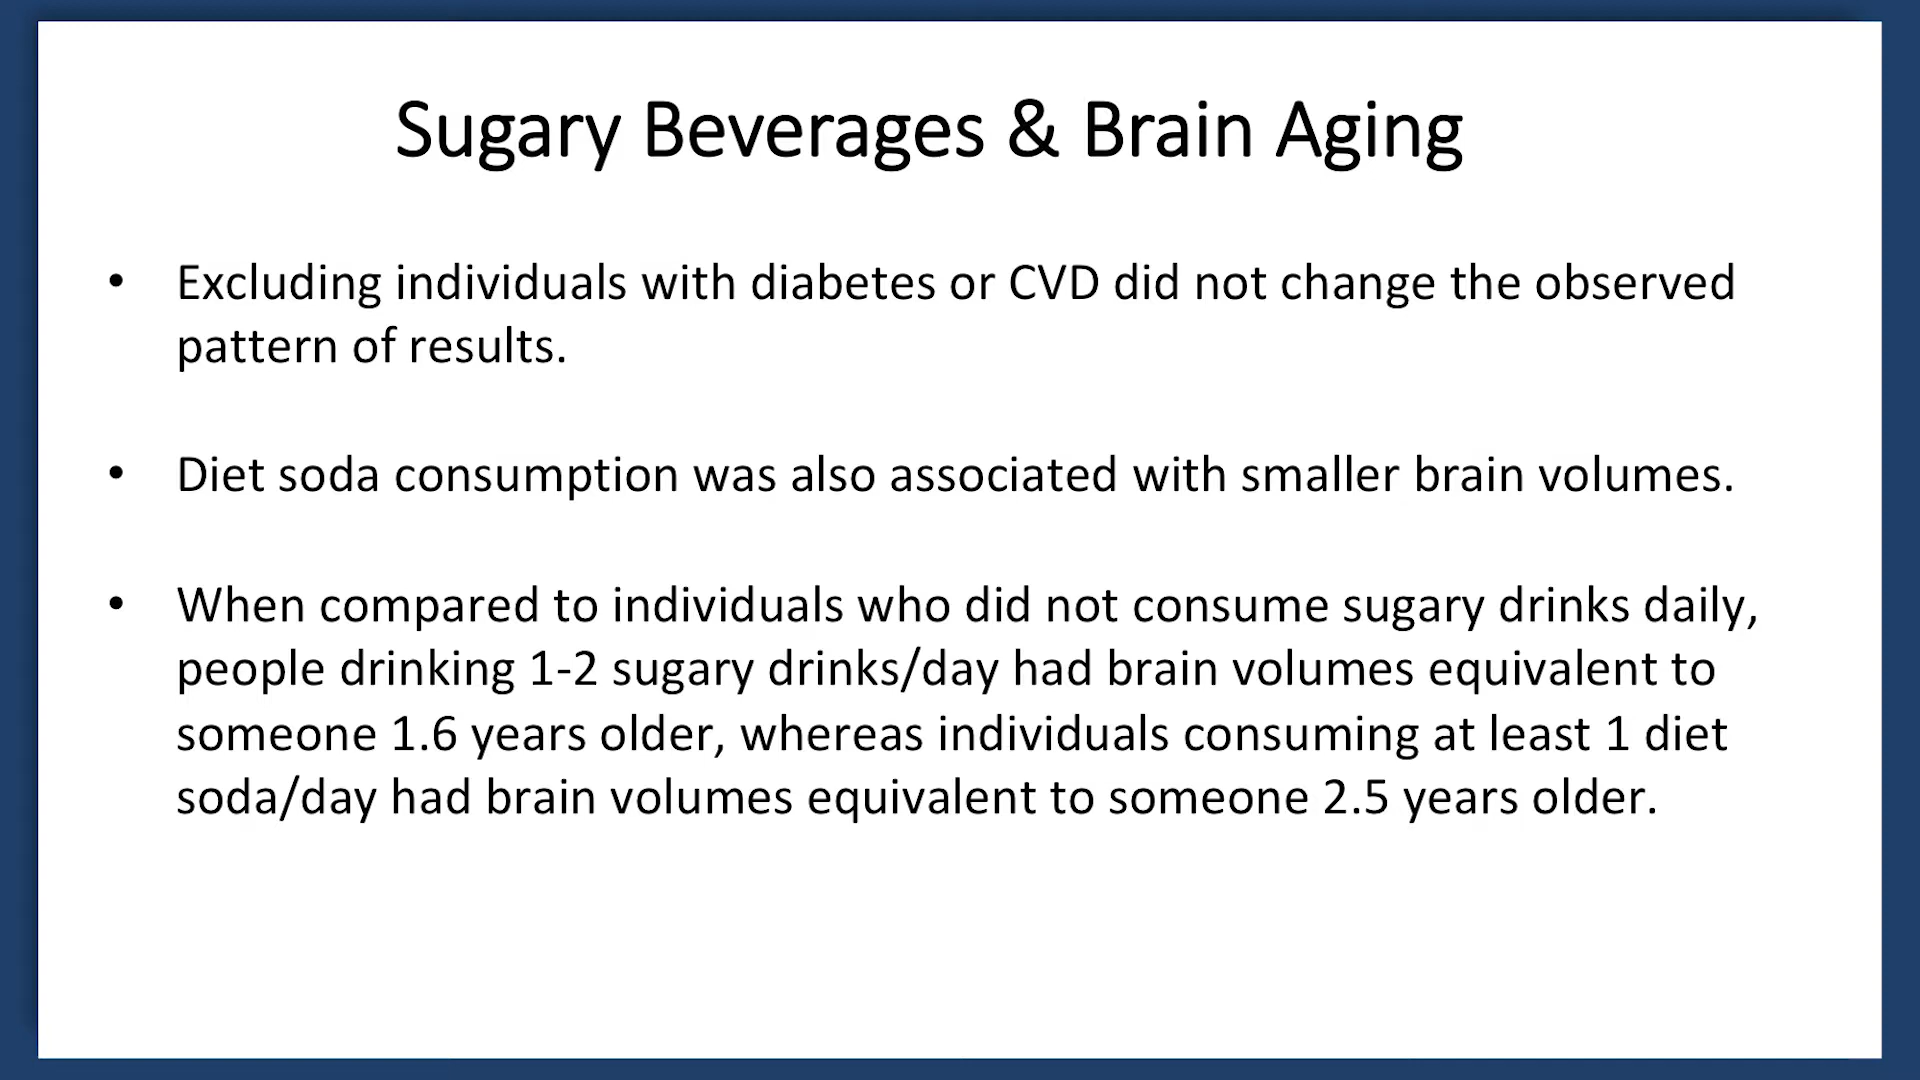 Sugary Beverages & Brain Aging
• Excluding individuals with diabetes or CVD did not change the observed
pattern of results.
• Diet soda consumption was also associated with smaller brain volumes.
• When compared to individuals who did not consume sugary drinks daily,
people drinking 1-2 sugary drinks/day had brain volumes equivalent to
someone 1.6 years older, whereas individuals consuming at least 1 diet
soda/day had brain volumes equivalent to someone 2.5 years older.